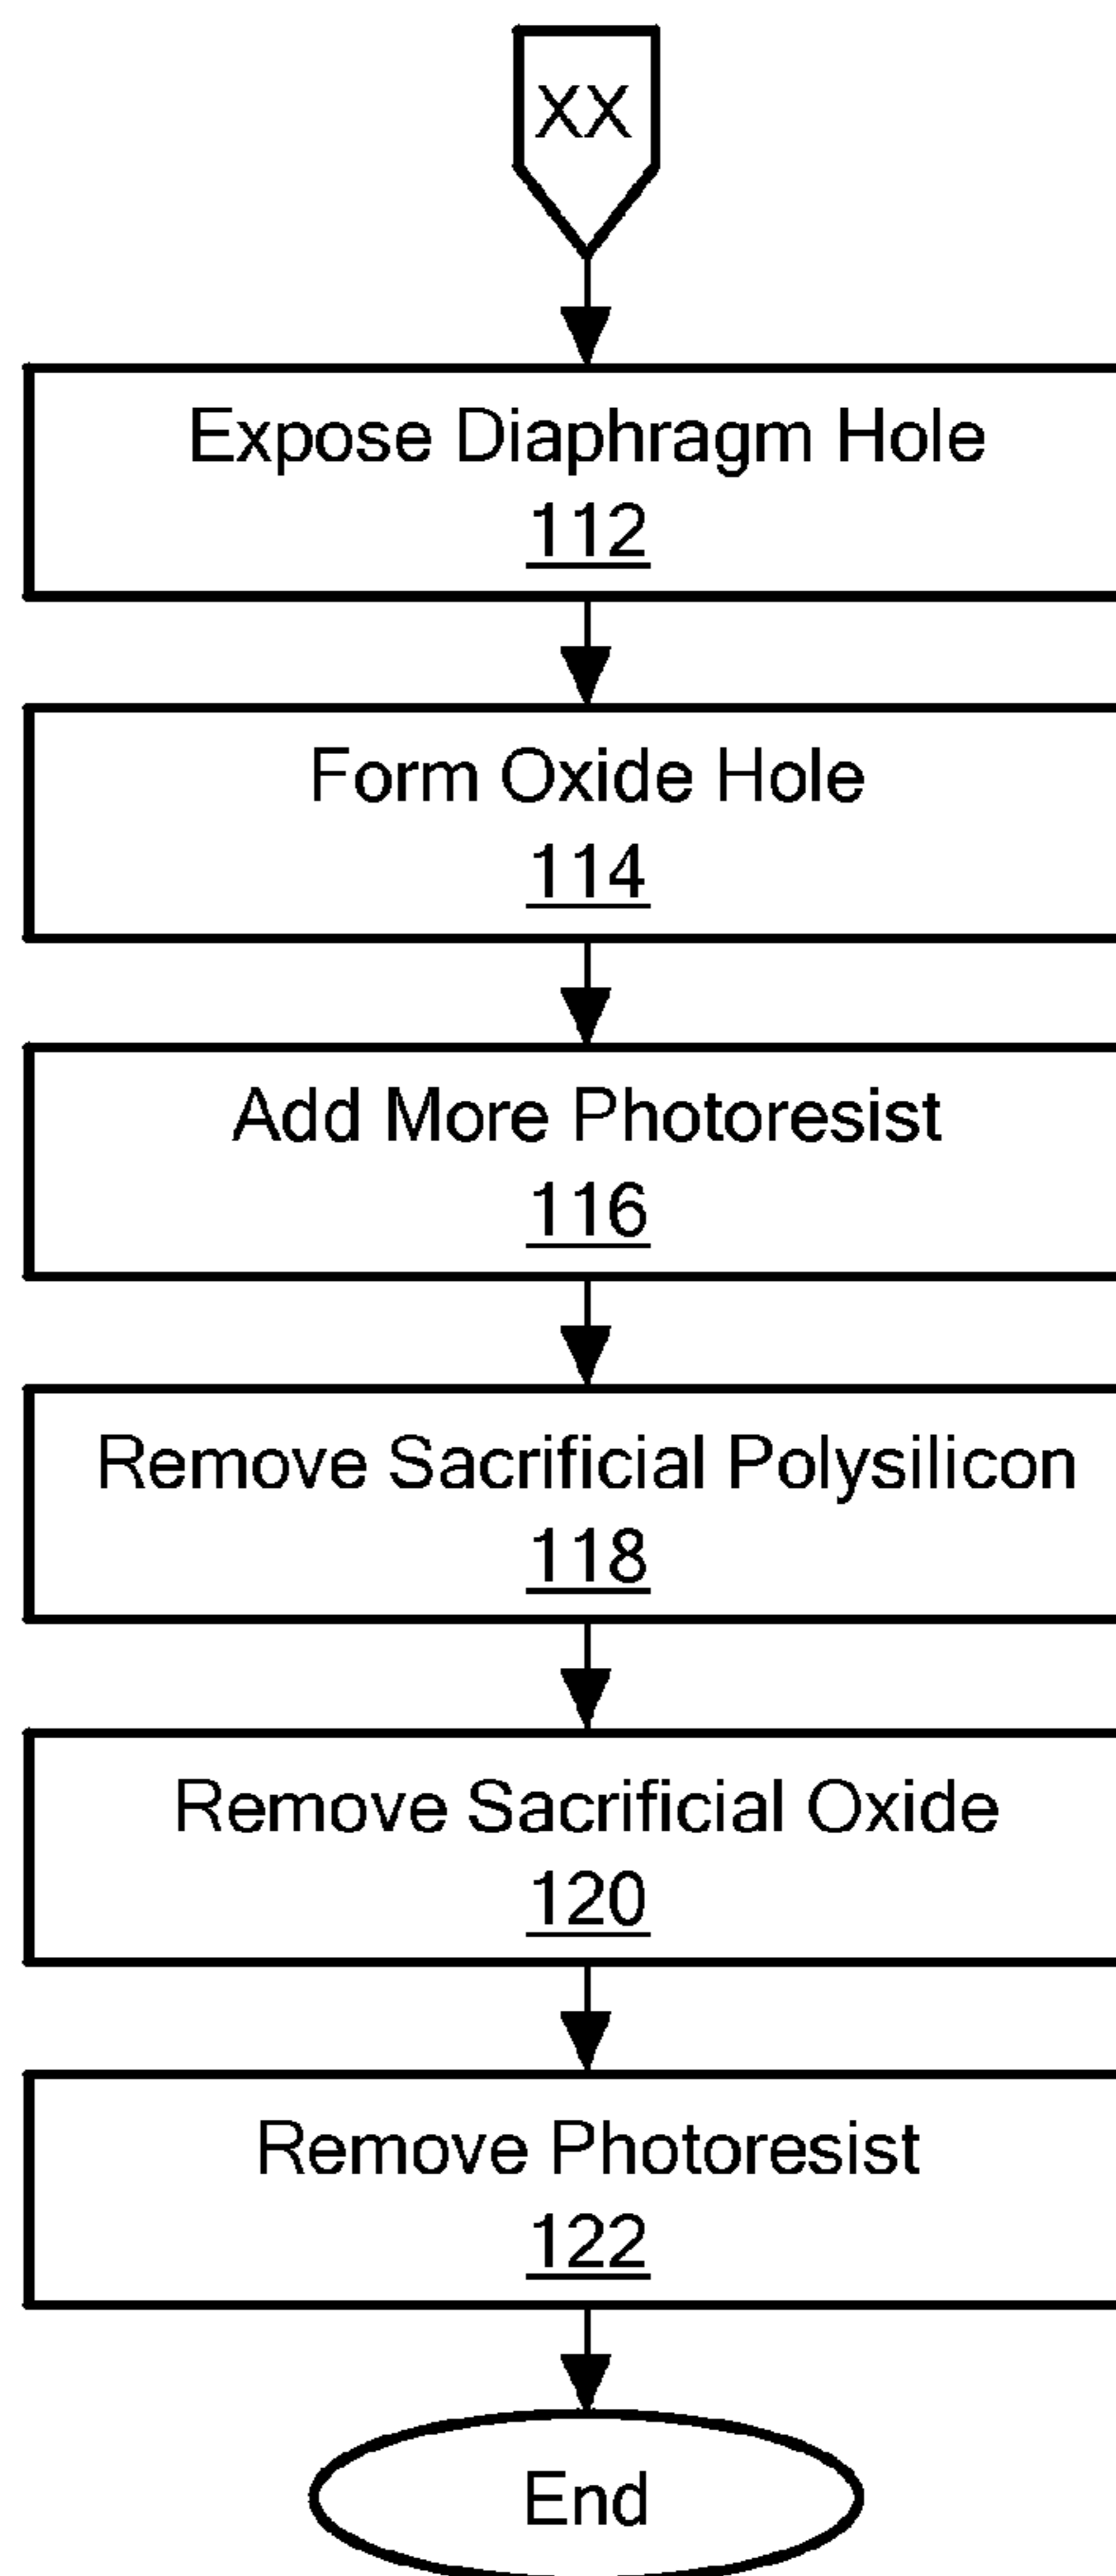 XX
Expose Diaphragm Hole
112
Form Oxide Hole
114
Add More Photoresist
116
Remove Sacrificial Polysilicon
118
Remove Sacrificial Oxide
120
Remove Photoresist
122
End